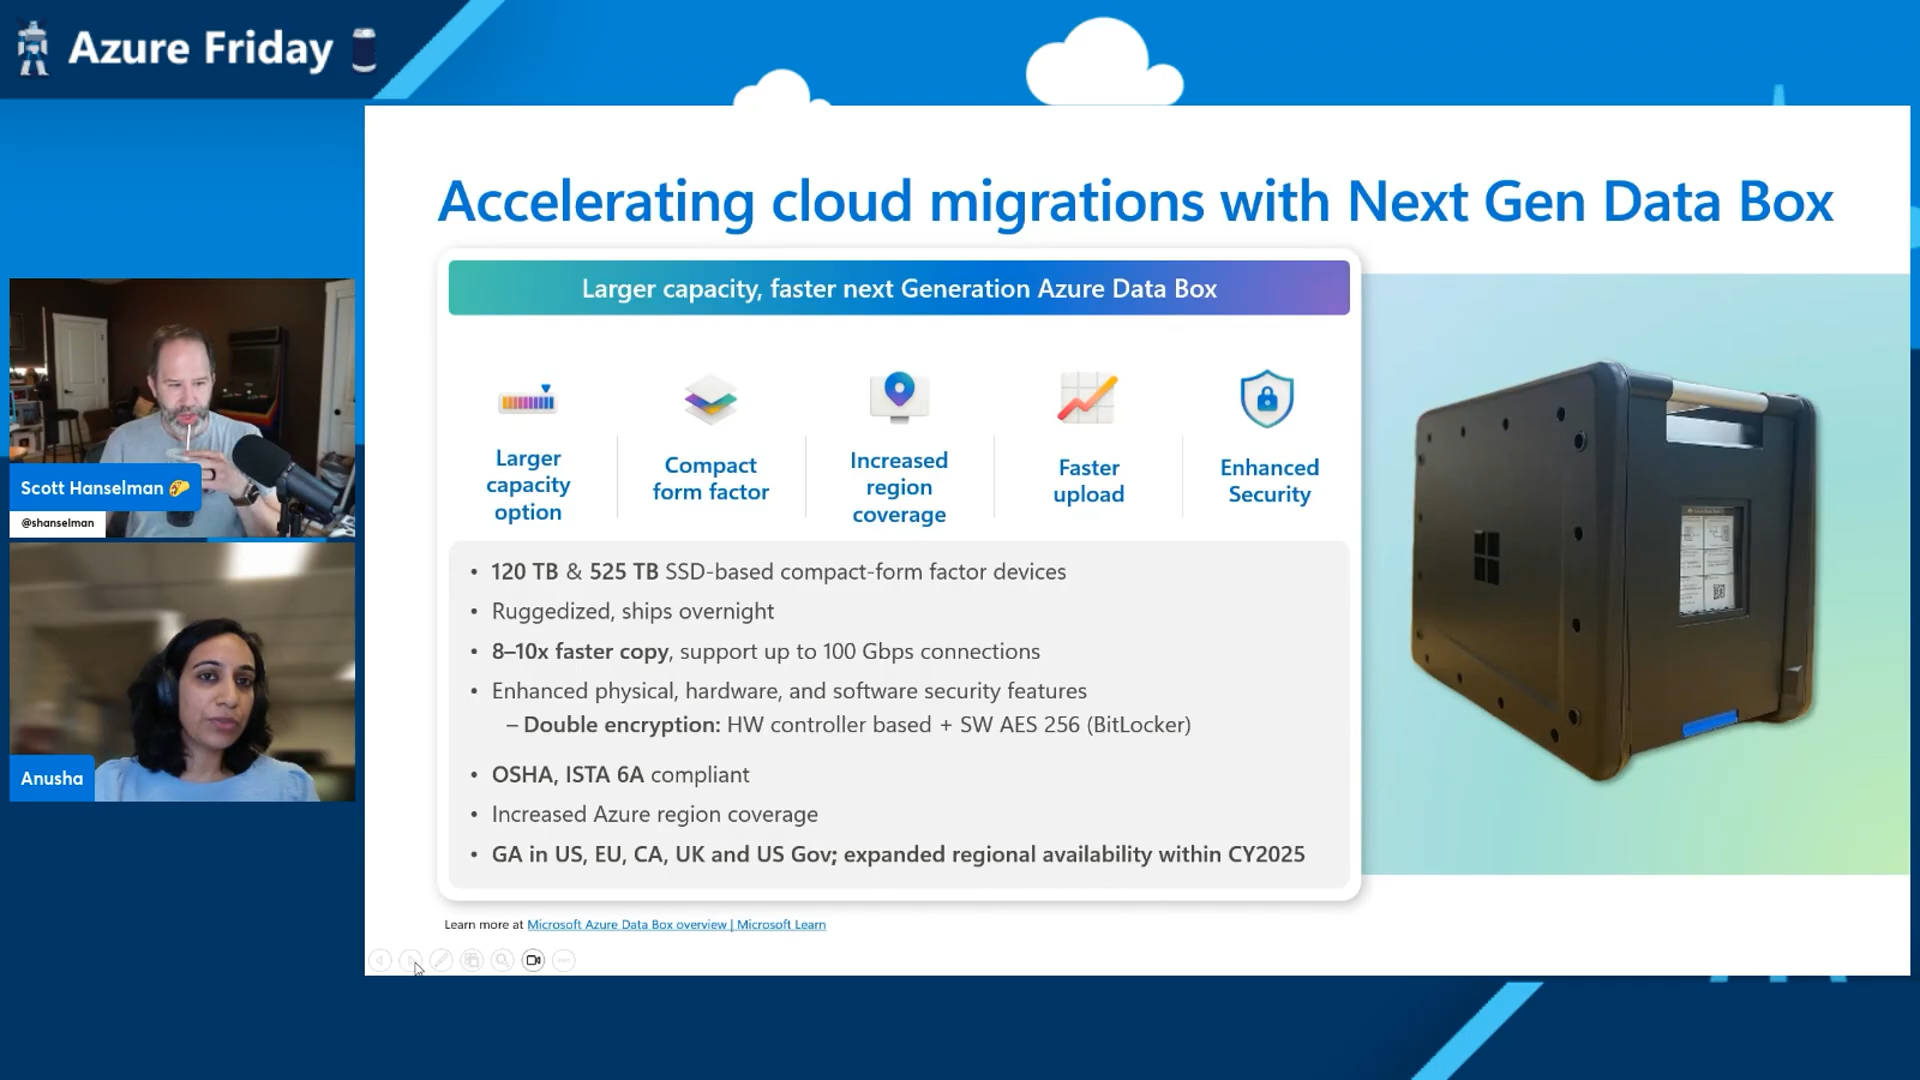 Azure Friday
Accelerating cloud migrations with Next Gen Data Box
Larger capacity, faster next Generation Azure Data Box
Larger
capacity
option
Compact
form factor
Increased
region
coverage
Faster
upload
Enhanced
Security
• 120 TB & 525 TB SSD-based compact-form factor devices
• Ruggedized, ships overnight
• 8–10x faster copy, support up to 100 Gbps connections
• Enhanced physical, hardware, and software security features
– Double encryption: HW controller based + SW AES 256 (BitLocker)
• OSHA, ISTA 6A compliant
• Increased Azure region coverage
• GA in US, EU, CA, UK and US Gov; expanded regional availability within CY2025
Learn more at Microsoft Azure Data Box overview | Microsoft Learn
Scott Hanselman 🌮
@shanselman
Anusha